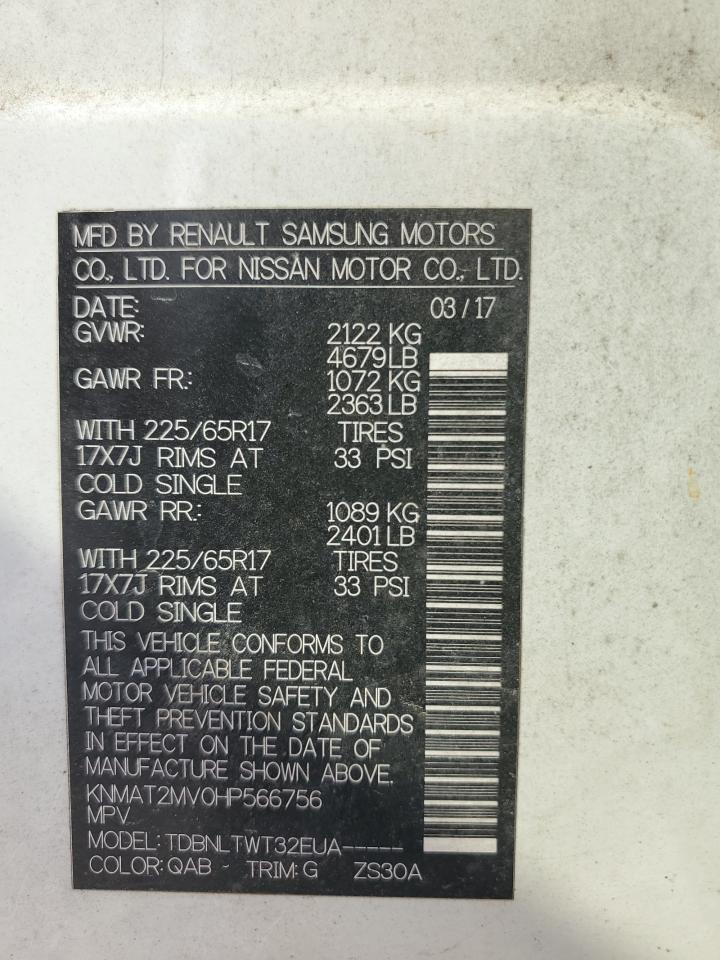 MFD BY RENAULT SAMSUNG MOTORS
CO., LTD. FOR NISSAN MOTOR CO., LTD.
DATE: 03 / 17
GVWR: 2122 KG
4679 LB
GAWR FR.: 1072 KG
2363 LB
WITH 225/65R17 TIRES
17X7J RIMS AT 33 PSI
COLD SINGLE
GAWR RR.: 1089 KG
2401 LB
WITH 225/65R17 TIRES
17X7J RIMS AT 33 PSI
COLD SINGLE
THIS VEHICLE CONFORMS TO
ALL APPLICABLE FEDERAL
MOTOR VEHICLE SAFETY AND
THEFT PREVENTION STANDARDS
IN EFFECT ON THE DATE OF
MANUFACTURE SHOWN ABOVE.
KNMAT2MV0HP566756
MPV
MODEL: TDBNLTWT32EUA-----
COLOR: QAB - TRIM: G ZS30A